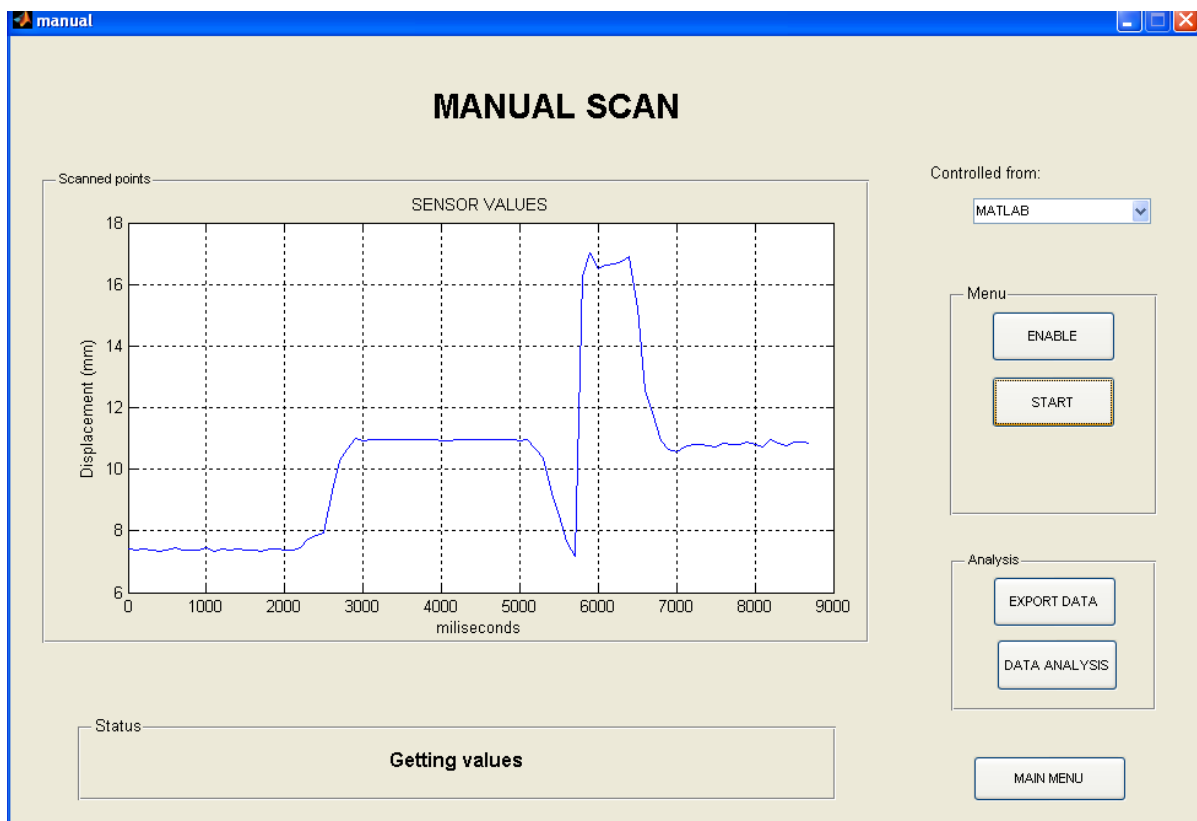 manual
MANUAL SCAN
Scanned points
SENSOR VALUES
Displacement (mm)
18
16
14
12
10
8
6
0 1000 2000 3000 4000 5000 6000 7000 8000 9000
miliseconds
Status
Getting values
Controlled from:
MATLAB
Menu
ENABLE
START
Analysis
EXPORT DATA
DATA ANALYSIS
MAIN MENU